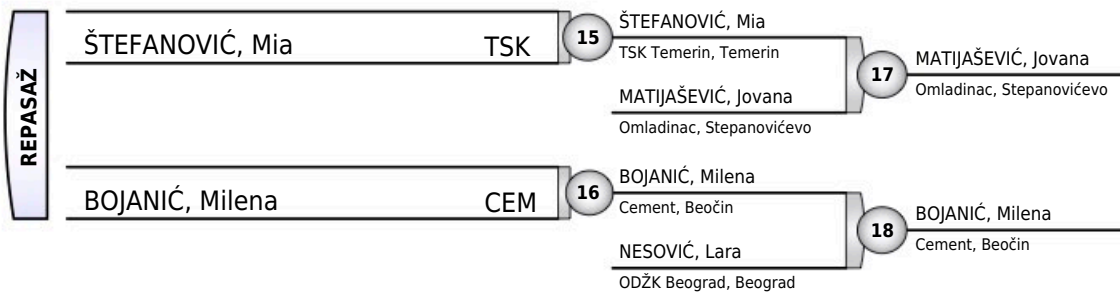 REPASAŽ
ŠTEFANOVIĆ, Mia TSK
15
ŠTEFANOVIĆ, Mia
TSK Temerin, Temerin
MATIJAŠEVIĆ, Jovana
Omladinac, Stepanovićevo
17
MATIJAŠEVIĆ, Jovana
Omladinac, Stepanovićevo
BOJANIĆ, Milena CEM
16
BOJANIĆ, Milena
Cement, Beočin
NESOVIĆ, Lara
ODŽK Beograd, Beograd
18
BOJANIĆ, Milena
Cement, Beočin